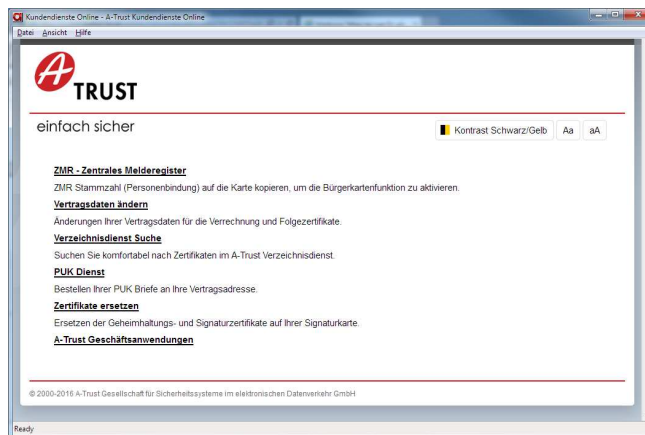 Kundendienste Online - A-Trust Kundendienste Online
Datei Ansicht Hilfe
A
TRUST
einfach sicher
Kontrast Schwarz/Gelb Aa aA
ZMR - Zentrales Melderegister
ZMR Stammzahl (Personenbindung) auf die Karte kopieren, um die Bürgerkartenfunktion zu aktivieren.
Vertragsdaten ändern
Änderungen Ihrer Vertragsdaten für die Verrechnung und Folgezertifikate.
Verzeichnisdienst Suche
Suchen Sie komfortabel nach Zertifikaten im A-Trust Verzeichnisdienst.
PUK Dienst
Bestellen Ihrer PUK Briefe an Ihre Vertragsadresse.
Zertifikate ersetzen
Ersetzen der Geheimhaltungs- und Signaturzertifikate auf Ihrer Signaturkarte.
A-Trust Geschäftsanwendungen
© 2000-2016 A-Trust Gesellschaft für Sicherheitssysteme im elektronischen Datenverkehr GmbH
Ready